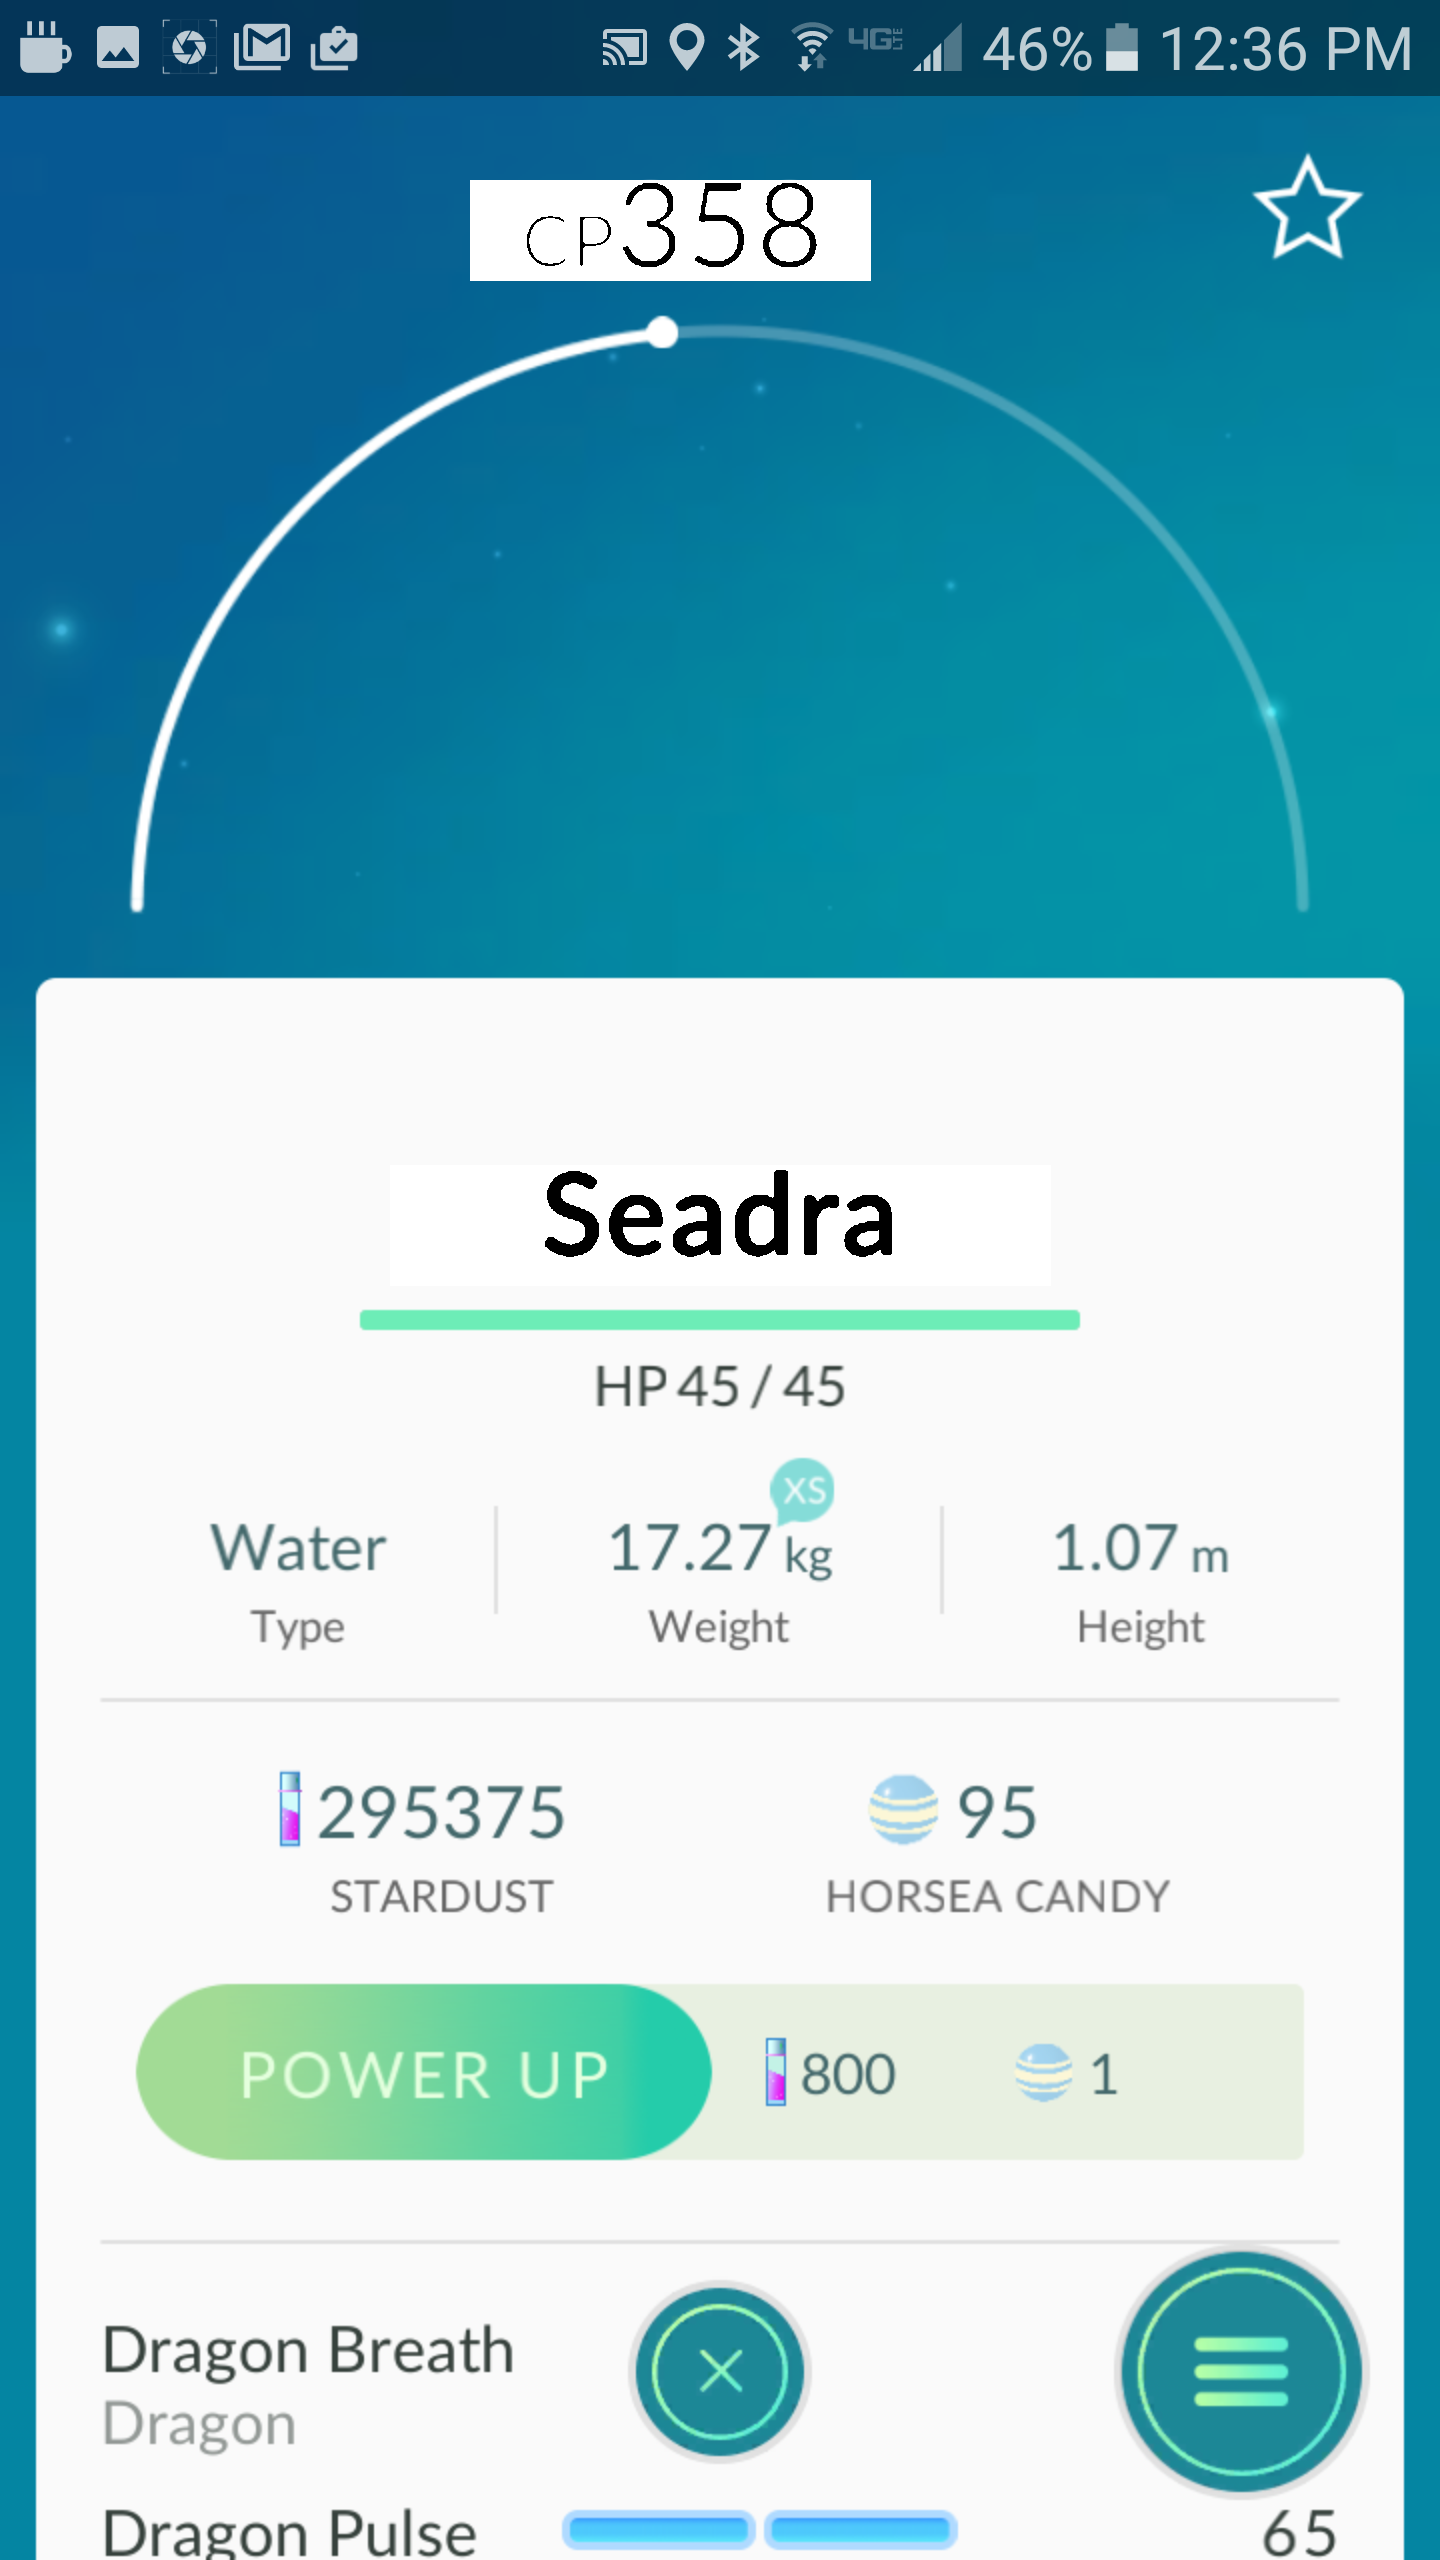 4G LTE 46% 12:36 PM
CP358
Seadra
HP 45 / 45
XS
Water 17.27 kg 1.07 m
Type Weight Height
295375 95
STARDUST HORSEA CANDY
POWER UP 800 1
Dragon Breath
Dragon
Dragon Pulse 65